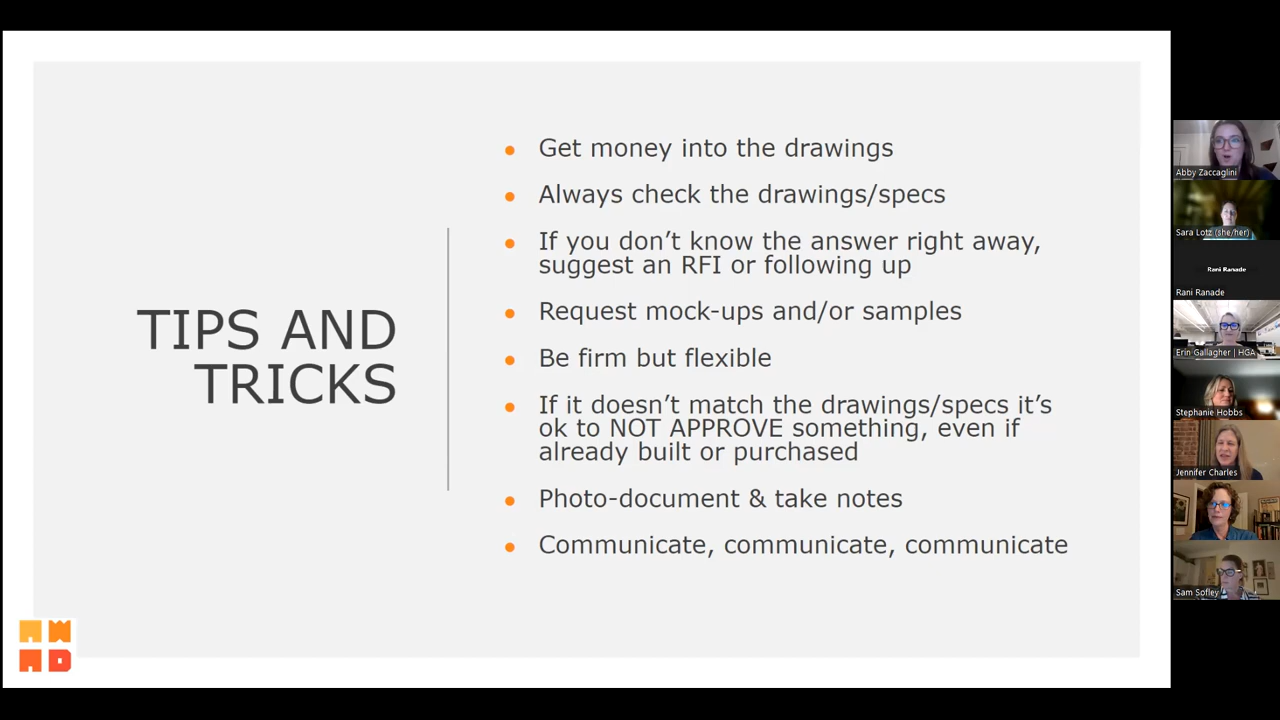 TIPS AND
TRICKS
Get money into the drawings
Always check the drawings/specs
If you don’t know the answer right away,
suggest an RFI or following up
Request mock-ups and/or samples
Be firm but flexible
If it doesn’t match the drawings/specs it’s
ok to NOT APPROVE something, even if
already built or purchased
Photo-document & take notes
Communicate, communicate, communicate
AW
AD
Abby Zaccaglini
Sara Lotz (she/her)
Rani Ranade
Rani Ranade
Erin Gallagher | HGA
Stephanie Hobbs
Jennifer Charles
Sam Sofley